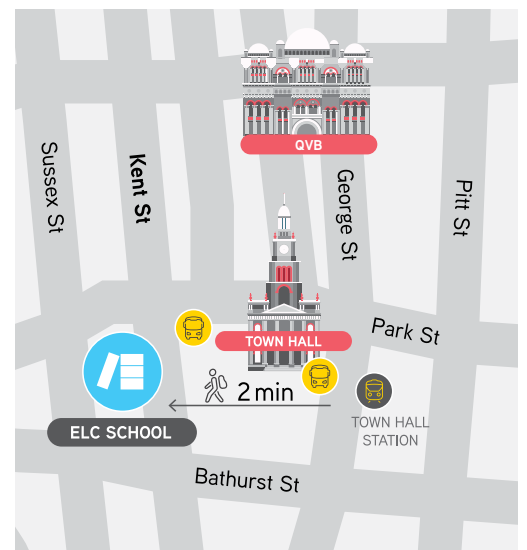 QVB
Sussex St
Kent St
George St
Pitt St
Park St
TOWN HALL
2 min
ELC SCHOOL
TOWN HALL
STATION
Bathurst St